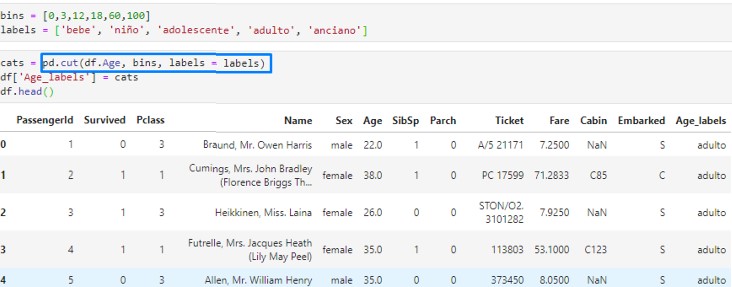 bins = [0,3,12,18,60,100]
labels = ['bebe', 'niño', 'adolescente', 'adulto', 'anciano']
cats = pd.cut(df.Age, bins, labels = labels)
df['Age_labels'] = cats
df.head()
PassengerId Survived Pclass Name Sex Age SibSp Parch Ticket Fare Cabin Embarked Age_labels
0 1 0 3 Braund, Mr. Owen Harris male 22.0 1 0 A/5 21171 7.2500 NaN S adulto
1 2 1 1 Cumings, Mrs. John Bradley (Florence Briggs Th... female 38.0 1 0 PC 17599 71.2833 C85 C adulto
2 3 1 3 Heikkinen, Miss. Laina female 26.0 0 0 STON/O2. 3101282 7.9250 NaN S adulto
3 4 1 1 Futrelle, Mrs. Jacques Heath (Lily May Peel) female 35.0 1 0 113803 53.1000 C123 S adulto
4 5 0 3 Allen, Mr. William Henry male 35.0 0 0 373450 8.0500 NaN S adulto